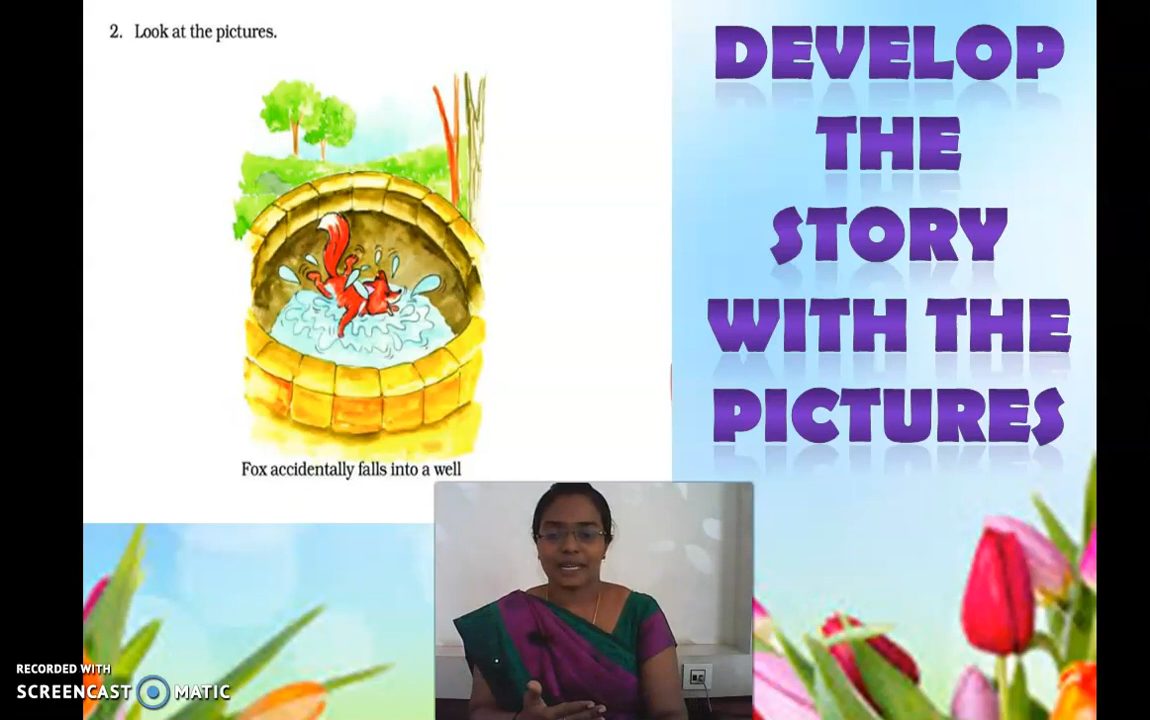 2. Look at the pictures.
Fox accidentally falls into a well
DEVELOP
THE
STORY
WITH THE
PICTURES
RECORDED WITH
SCREENCAST MATIC